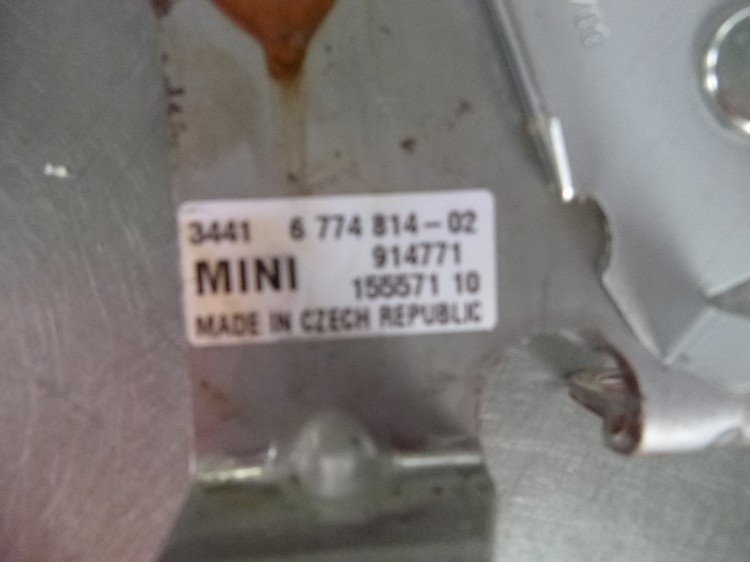 3441 6 774 814-02
914771
MINI 155571 10
MADE IN CZECH REPUBLIC